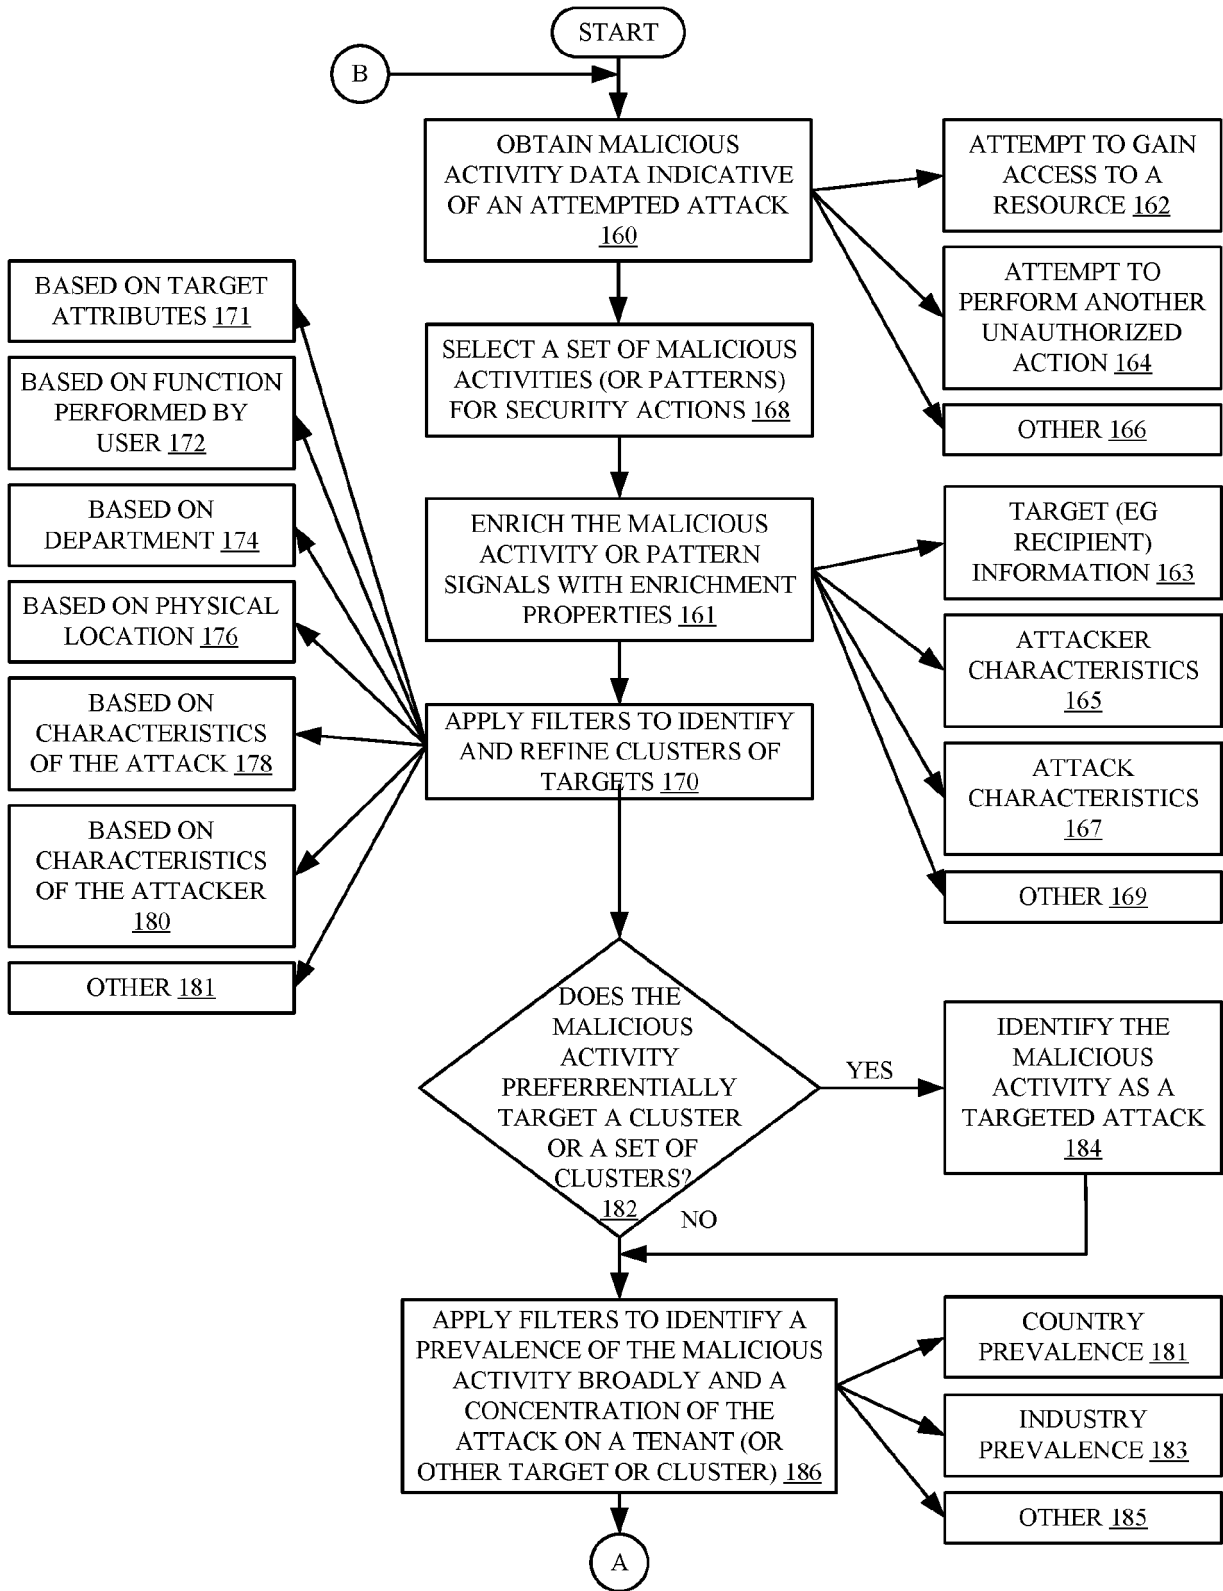 START
B
OBTAIN MALICIOUS
ACTIVITY DATA INDICATIVE
OF AN ATTEMPTED ATTACK
160
ATTEMPT TO GAIN
ACCESS TO A
RESOURCE 162
ATTEMPT TO
PERFORM ANOTHER
UNAUTHORIZED
ACTION 164
OTHER 166
SELECT A SET OF MALICIOUS
ACTIVITIES (OR PATTERNS)
FOR SECURITY ACTIONS 168
ENRICH THE MALICIOUS
ACTIVITY OR PATTERN
SIGNALS WITH ENRICHMENT
PROPERTIES 161
TARGET (EG
RECIPIENT)
INFORMATION 163
ATTACKER
CHARACTERISTICS
165
ATTACK
CHARACTERISTICS
167
OTHER 169
APPLY FILTERS TO IDENTIFY
AND REFINE CLUSTERS OF
TARGETS 170
BASED ON TARGET
ATTRIBUTES 171
BASED ON FUNCTION
PERFORMED BY
USER 172
BASED ON
DEPARTMENT 174
BASED ON PHYSICAL
LOCATION 176
BASED ON
CHARACTERISTICS
OF THE ATTACK 178
BASED ON
CHARACTERISTICS
OF THE ATTACKER
180
OTHER 181
DOES THE
MALICIOUS
ACTIVITY
PREFERRENTIALLY
TARGET A CLUSTER
OR A SET OF
CLUSTERS?
182
YES
NO
IDENTIFY THE
MALICIOUS
ACTIVITY AS A
TARGETED ATTACK
184
APPLY FILTERS TO IDENTIFY A
PREVALENCE OF THE MALICIOUS
ACTIVITY BROADLY AND A
CONCENTRATION OF THE
ATTACK ON A TENANT (OR
OTHER TARGET OR CLUSTER) 186
COUNTRY
PREVALENCE 181
INDUSTRY
PREVALENCE 183
OTHER 185
A